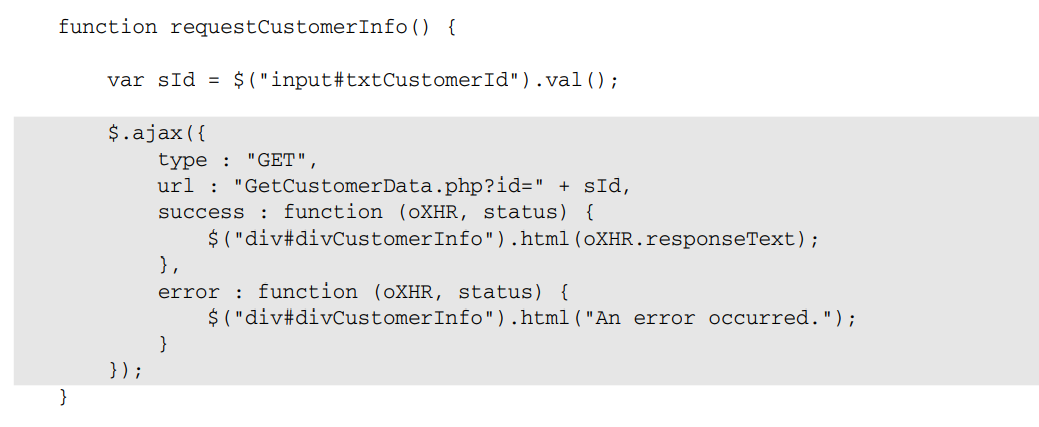 function requestCustomerInfo() {
var sId = $("input#txtCustomerId").val();
$.ajax({
type : "GET",
url : "GetCustomerData.php?id=" + sId,
success : function (oXHR, status) {
$("div#divCustomerInfo").html(oXHR.responseText);
},
error : function (oXHR, status) {
$("div#divCustomerInfo").html("An error occurred.");
}
});
}